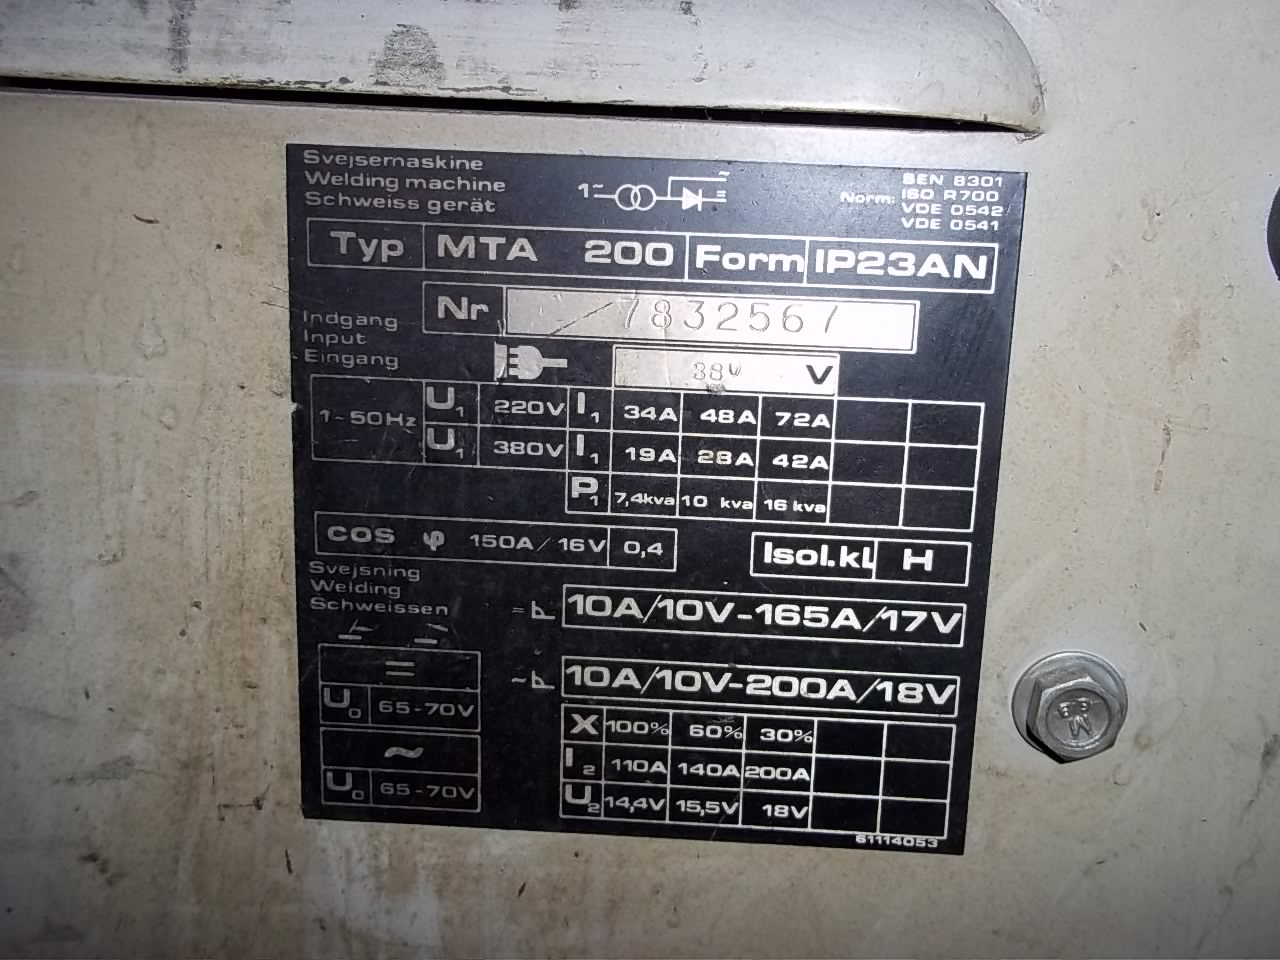 Svejsemaskine
Welding machine
Schweiss gerät
1~
SEN 8301
Norm: ISO R700
VDE 0542
VDE 0541
Typ MTA 200 Form IP23AN
Nr 7832567
Indgang
Input
Eingang
V
1-50Hz U1 220V I1 34A 48A 72A
U1 380V I1 19A 28A 42A
P1 7,4kva 10 kva 16 kva
cos φ 150A/16V 0,4
Isol.kl H
Svejsning
Welding
Schweissen
= 10A/10V-165A/17V
~ 10A/10V-200A/18V
=
U0 65-70V
~
U0 65-70V
X 100% 60% 30%
I2 110A 140A 200A
U2 14,4V 15,5V 18V
61114053
8.8